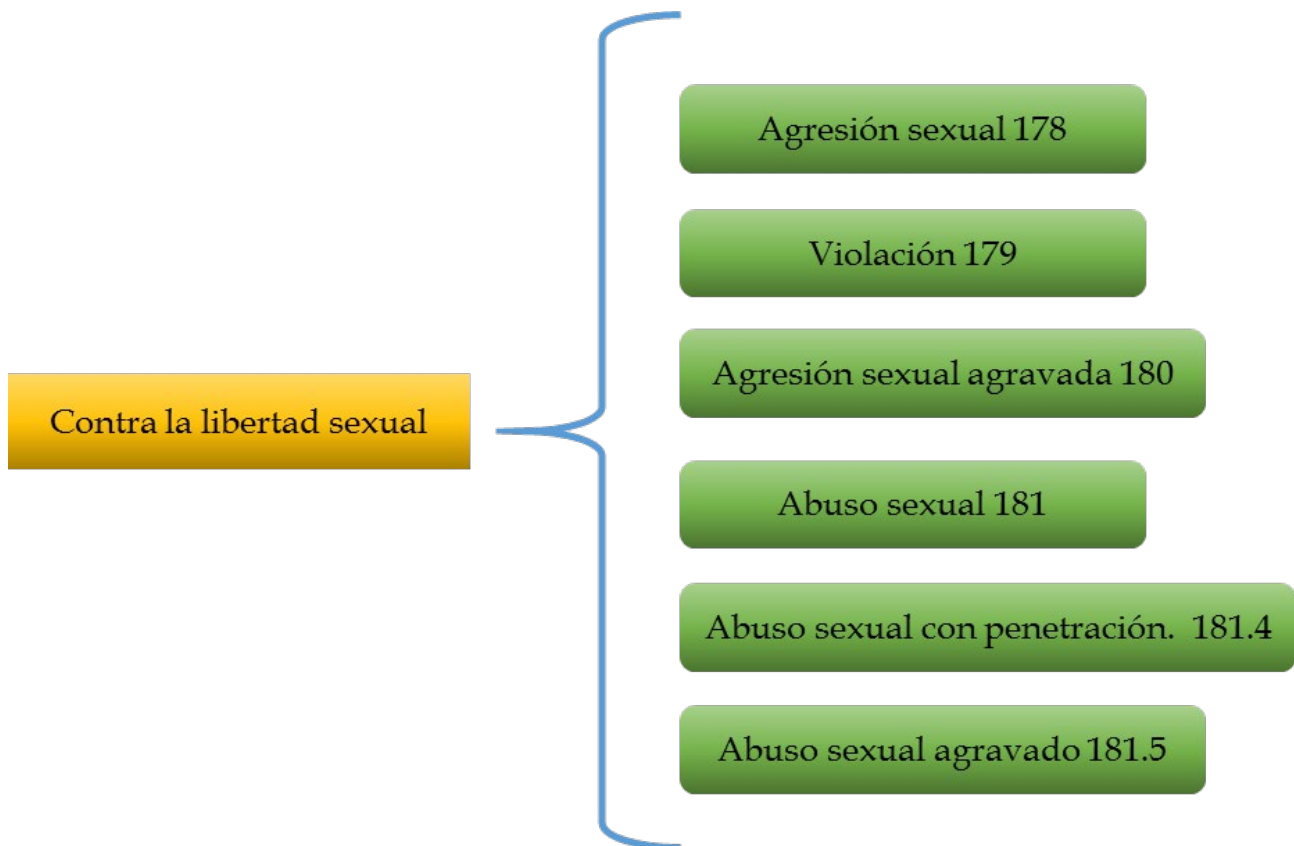 Agresión sexual 178
Violación 179
Agresión sexual agravada 180
Contra la libertad sexual
Abuso sexual 181
Abuso sexual con penetración. 181.4
Abuso sexual agravado 181.5